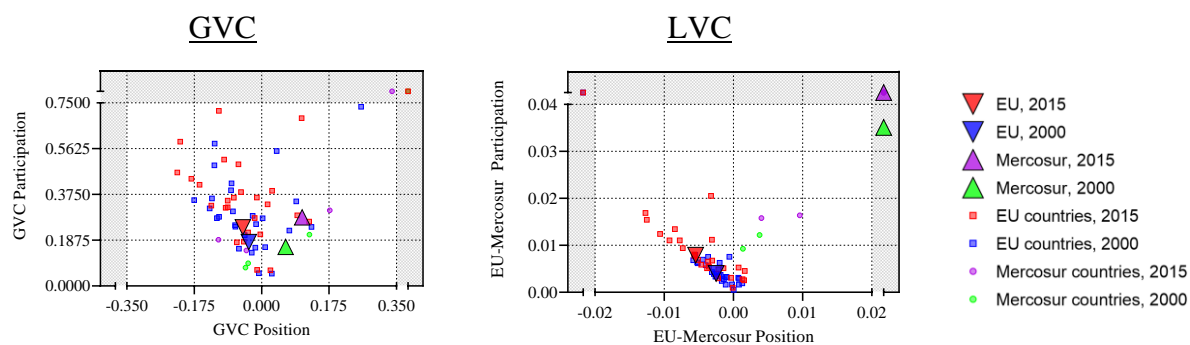 GVC
GVC Participation
0.7500
0.5625
0.3750
0.1875
0.0000
-0.350
-0.175
0.000
0.175
0.350
GVC Position
LVC
EU-Mercosur Participation
0.04
0.03
0.02
0.01
0.00
-0.02
-0.01
0.00
0.01
0.02
EU-Mercosur Position
EU, 2015
EU, 2000
Mercosur, 2015
Mercosur, 2000
EU countries, 2015
EU countries, 2000
Mercosur countries, 2015
Mercosur countries, 2000